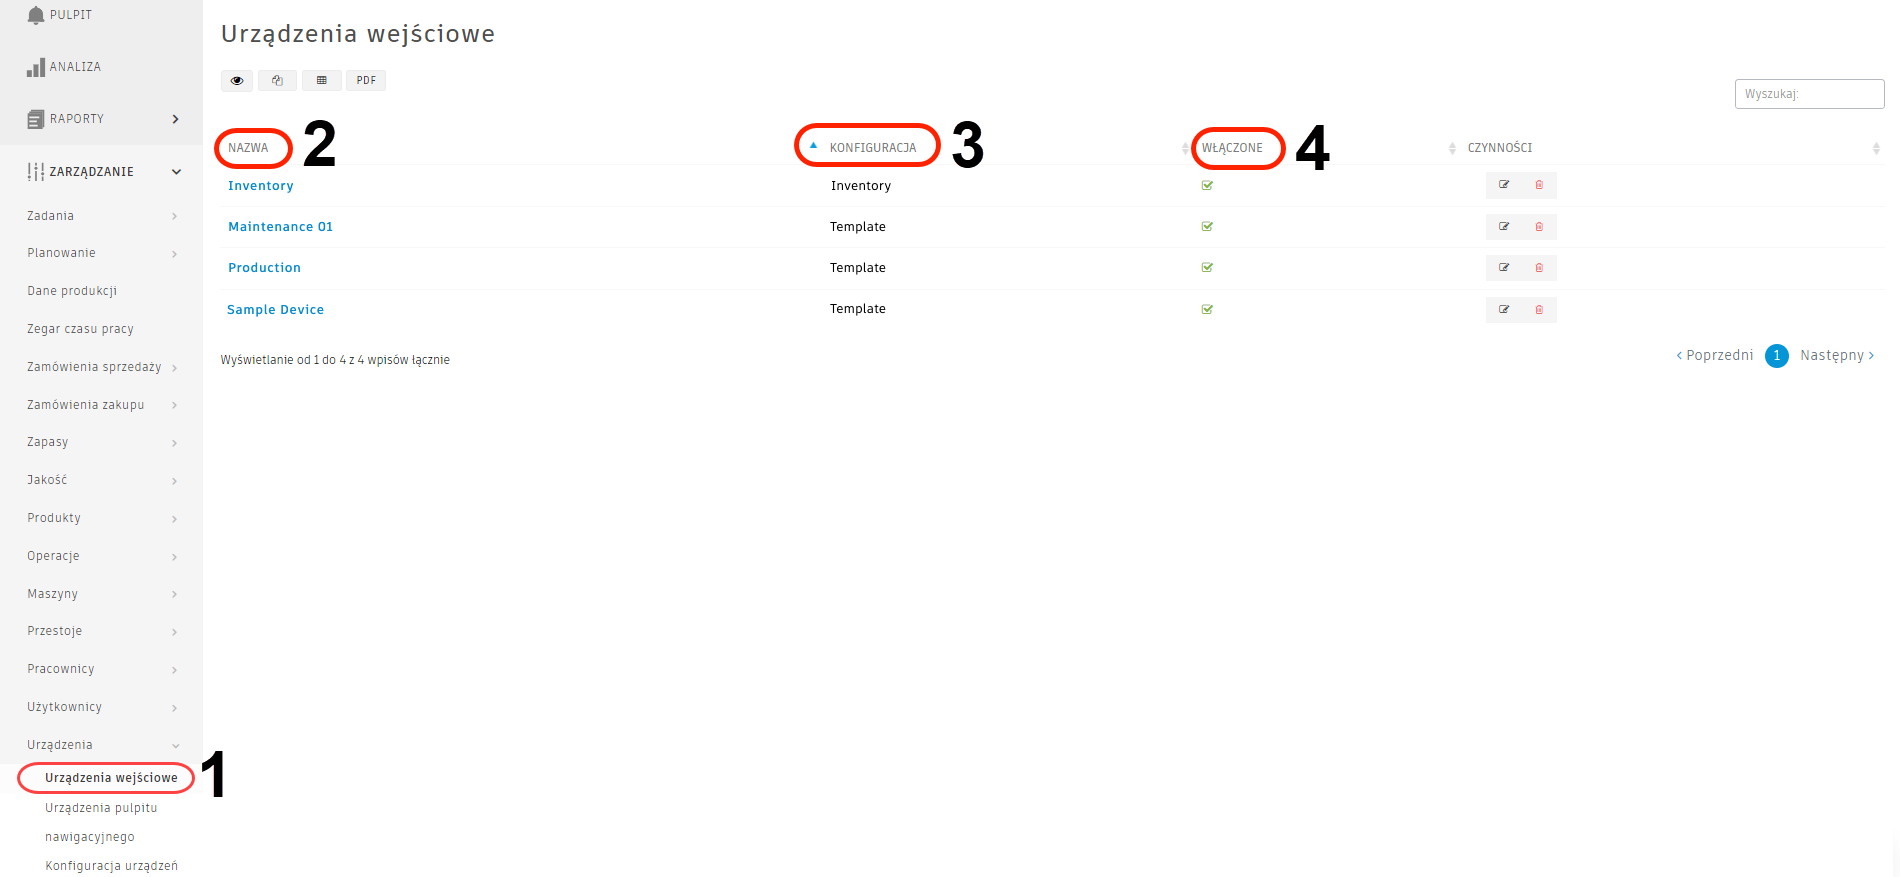 PULPIT
ANALIZA
RAPORTY
ZARZĄDZANIE
Zadania
Planowanie
Dane produkcji
Zegar czasu pracy
Zamówienia sprzedaży
Zamówienia zakupu
Zapasy
Jakość
Produkty
Operacje
Maszyny
Przestoje
Pracownicy
Użytkownicy
Urządzenia
Urządzenia wejściowe 1
Urządzenia pulpitu
nawigacyjnego
Konfiguracja urządzeń
Urządzenia wejściowe
PDF
Wyszukaj:
NAZWA 2 KONFIGURACJA 3 WŁĄCZONE 4 CZYNNOŚCI
Inventory Inventory
Maintenance 01 Template
Production Template
Sample Device Template
Wyświetlanie od 1 do 4 z 4 wpisów łącznie
Poprzedni 1 Następny